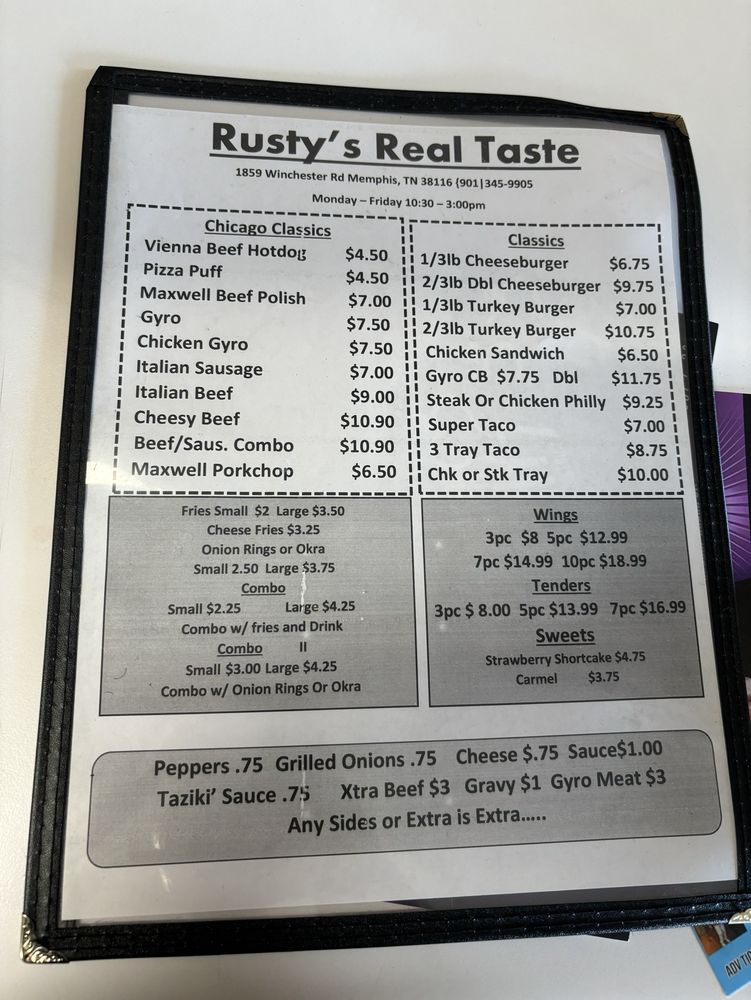 Rusty's Real Taste
1859 Winchester Rd Memphis, TN 38116 (901|345-9905
Monday – Friday 10:30 – 3:00pm
Chicago Classics
Vienna Beef Hotdog $4.50
Pizza Puff $4.50
Maxwell Beef Polish $7.00
Gyro $7.50
Chicken Gyro $7.50
Italian Sausage $7.00
Italian Beef $9.00
Cheesy Beef $10.90
Beef/Saus. Combo $10.90
Maxwell Porkchop $6.50
Classics
1/3lb Cheeseburger $6.75
2/3lb Dbl Cheeseburger $9.75
1/3lb Turkey Burger $7.00
2/3lb Turkey Burger $10.75
Chicken Sandwich $6.50
Gyro CB $7.75 Dbl $11.75
Steak Or Chicken Philly $9.25
Super Taco $7.00
3 Tray Taco $8.75
Chk or Stk Tray $10.00
Fries Small $2 Large $3.50
Cheese Fries $3.25
Onion Rings or Okra
Small 2.50 Large $3.75
Combo
Small $2.25 Large $4.25
Combo w/ fries and Drink
Combo II
Small $3.00 Large $4.25
Combo w/ Onion Rings Or Okra
Wings
3pc $8 5pc $12.99
7pc $14.99 10pc $18.99
Tenders
3pc $ 8.00 5pc $13.99 7pc $16.99
Sweets
Strawberry Shortcake $4.75
Carmel $3.75
Peppers .75 Grilled Onions .75 Cheese $.75 Sauce$1.00
Taziki' Sauce .75 Xtra Beef $3 Gravy $1 Gyro Meat $3
Any Sides or Extra is Extra.....